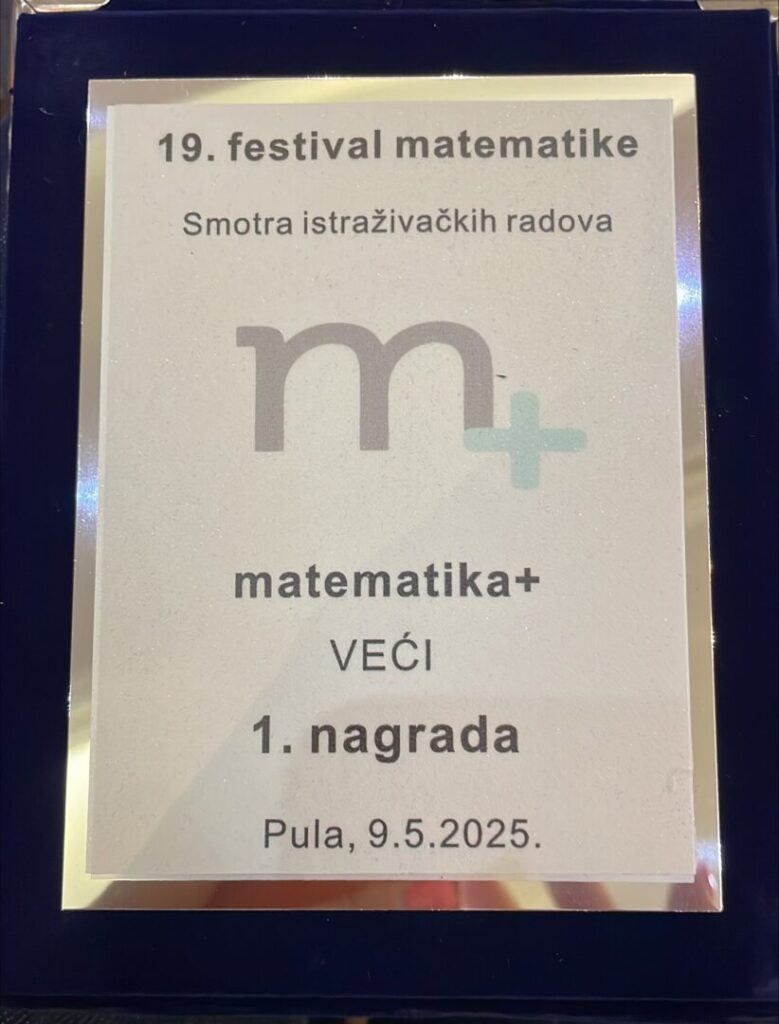 19. festival matematike
Smotra istraživačkih radova
m+
matematika+
VEĆI
1. nagrada
Pula, 9.5.2025.